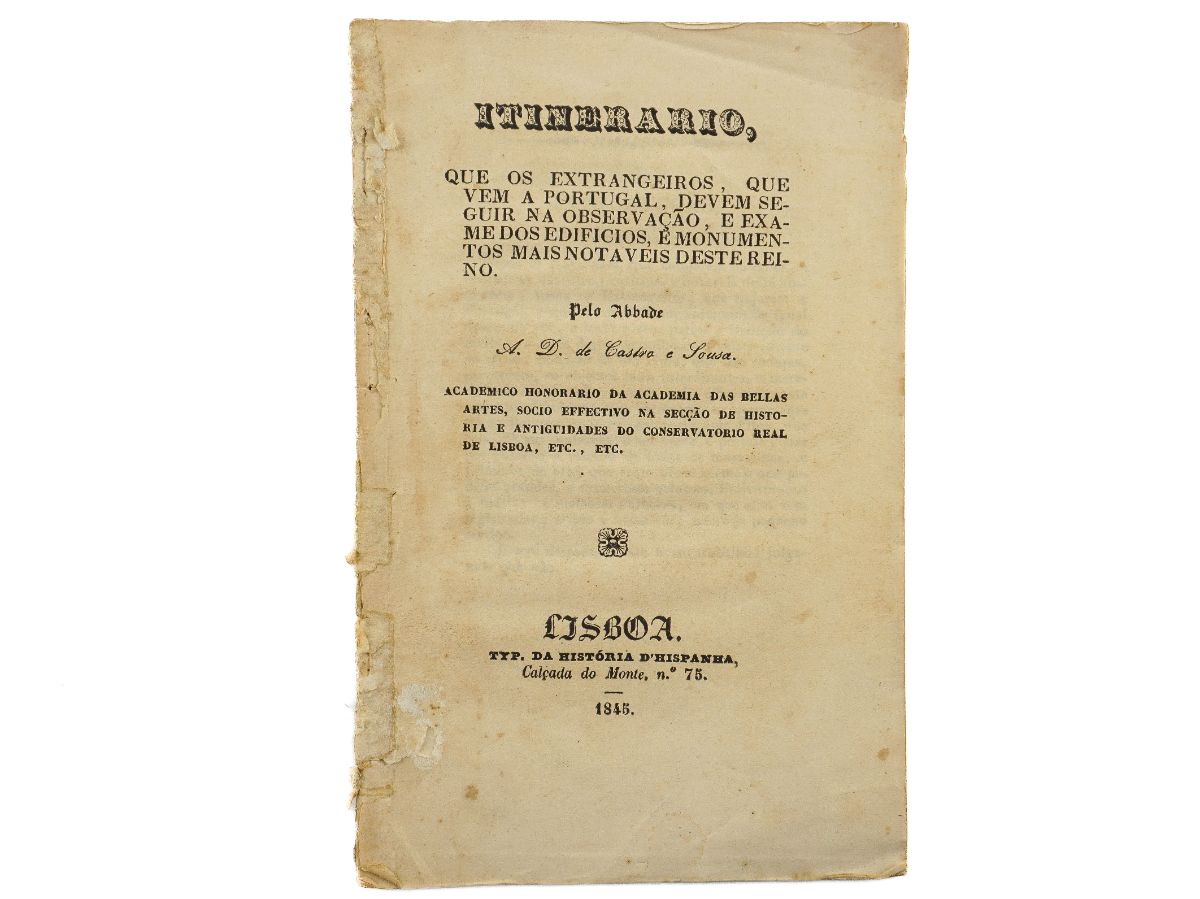 ITINERARIO,
QUE OS EXTRANGEIROS, QUE
VEM A PORTUGAL, DEVEM SE-
GUIR NA OBSERVAÇÃO, E EXA-
ME DOS EDIFICIOS, E MONUMEN-
TOS MAIS NOTAVEIS DESTE REI-
NO.
Pelo Abbade
A. D. de Castro e Sousa.
ACADEMICO HONORARIO DA ACADEMIA DAS BELLAS
ARTES, SOCIO EFFECTIVO NA SECÇÃO DE HISTO-
RIA E ANTIGUIDADES DO CONSERVATORIO REAL
DE LISBOA, ETC., ETC.
LISBOA.
TYP. DA HISTÓRIA D'HISPANHA,
Calçada do Monte, n.º 75.
1845.